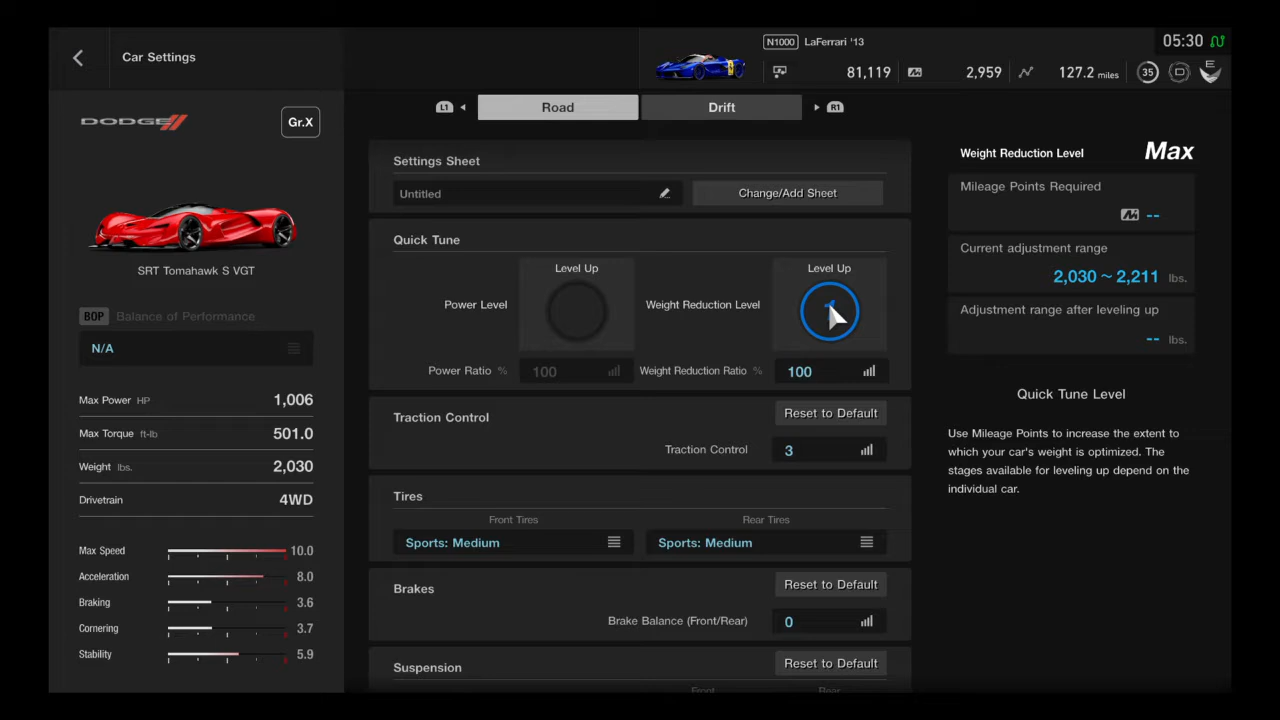 Car Settings
N1000 LaFerrari '13
05:30
81,119
2,959
127.2 miles
35
E
DODGE
Gr.X
SRT Tomahawk S VGT
BOP Balance of Performance
N/A
Max Power HP 1,006
Max Torque ft-lb 501.0
Weight lbs. 2,030
Drivetrain 4WD
Max Speed 10.0
Acceleration 8.0
Braking 3.6
Cornering 3.7
Stability 5.9
L1 Road Drift R1
Settings Sheet
Untitled Change/Add Sheet
Quick Tune
Level Up Level Up
Power Level Weight Reduction Level
Power Ratio % 100 Weight Reduction Ratio % 100
Traction Control Reset to Default
Traction Control 3
Tires
Front Tires Rear Tires
Sports: Medium Sports: Medium
Brakes Reset to Default
Brake Balance (Front/Rear) 0
Suspension Reset to Default
Front Rear
Weight Reduction Level Max
Mileage Points Required
--
Current adjustment range
2,030 ~ 2,211 lbs.
Adjustment range after leveling up
-- lbs.
Quick Tune Level
Use Mileage Points to increase the extent to
which your car's weight is optimized. The
stages available for leveling up depend on the
individual car.